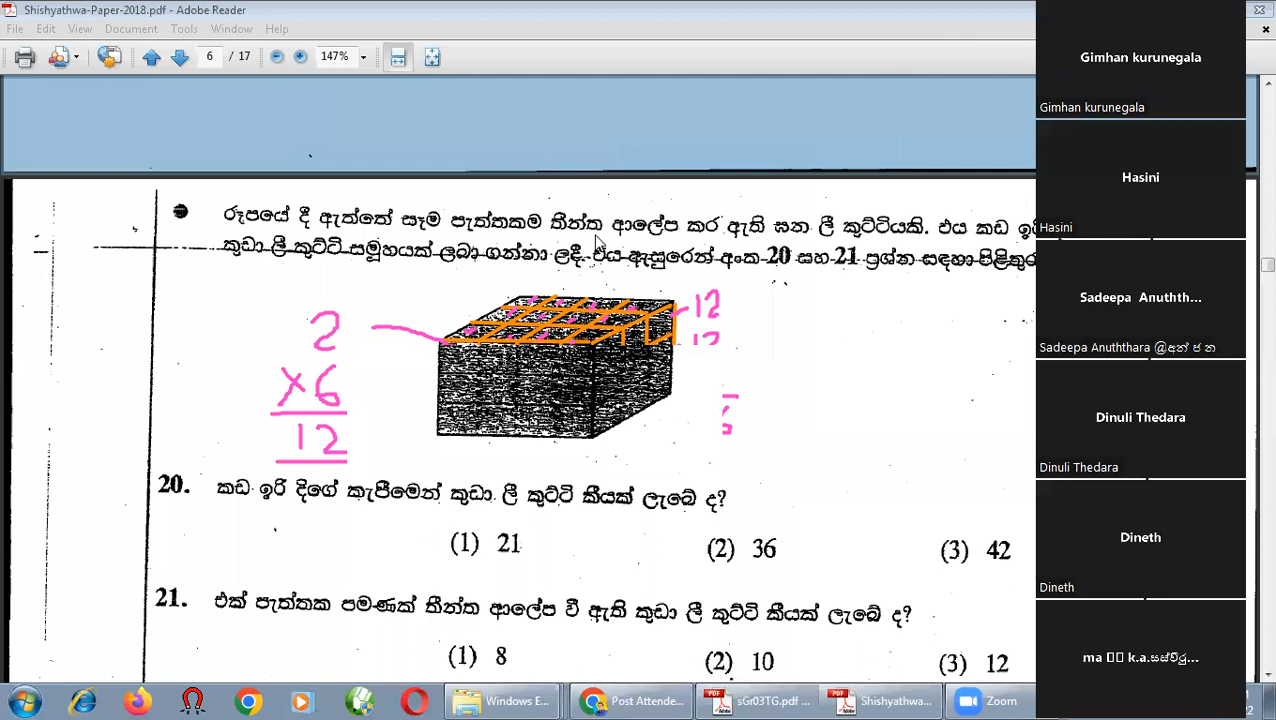 Shishyathwa-Paper-2018.pdf - Adobe Reader
File Edit View Document Tools Window Help
6 / 17 147%
රූපයේ දී ඇත්තේ සෑම පැත්තකම තීන්ත ආලේප කර ඇති ඝන ලී කුට්ටියකි. එය කඩ
කුඩා ලී කුට්ටි සමූහයක් ලබා ගන්නා ලදී. එය ඇසුරෙන් අංක 20 සහ 21 ප්‍රශ්න සඳහා
2
×6
12
12
20. කඩ ඉරි දිගේ කැපීමෙන් කුඩා ලී කුට්ටි කීයක් ලැබේ ද?
(1) 21 (2) 36 (3) 42
21. එක් පැත්තක පමණක් තීන්ත ආලේප වී ඇති කුඩා ලී කුට්ටි කීයක් ලැබේ ද?
(1) 8 (2) 10 (3) 12
Gimhan kurunegala
Gimhan kurunegala
Hasini
Hasini
Sadeepa Anuthth...
Sadeepa Anuththara @අන් ජ න
Dinuli Thedara
Dinuli Thedara
Dineth
Dineth
ma k.a.සස්විරු...
Windows E... Post Attende... sGr03TG.pdf ... Shishyathwa... Zoom